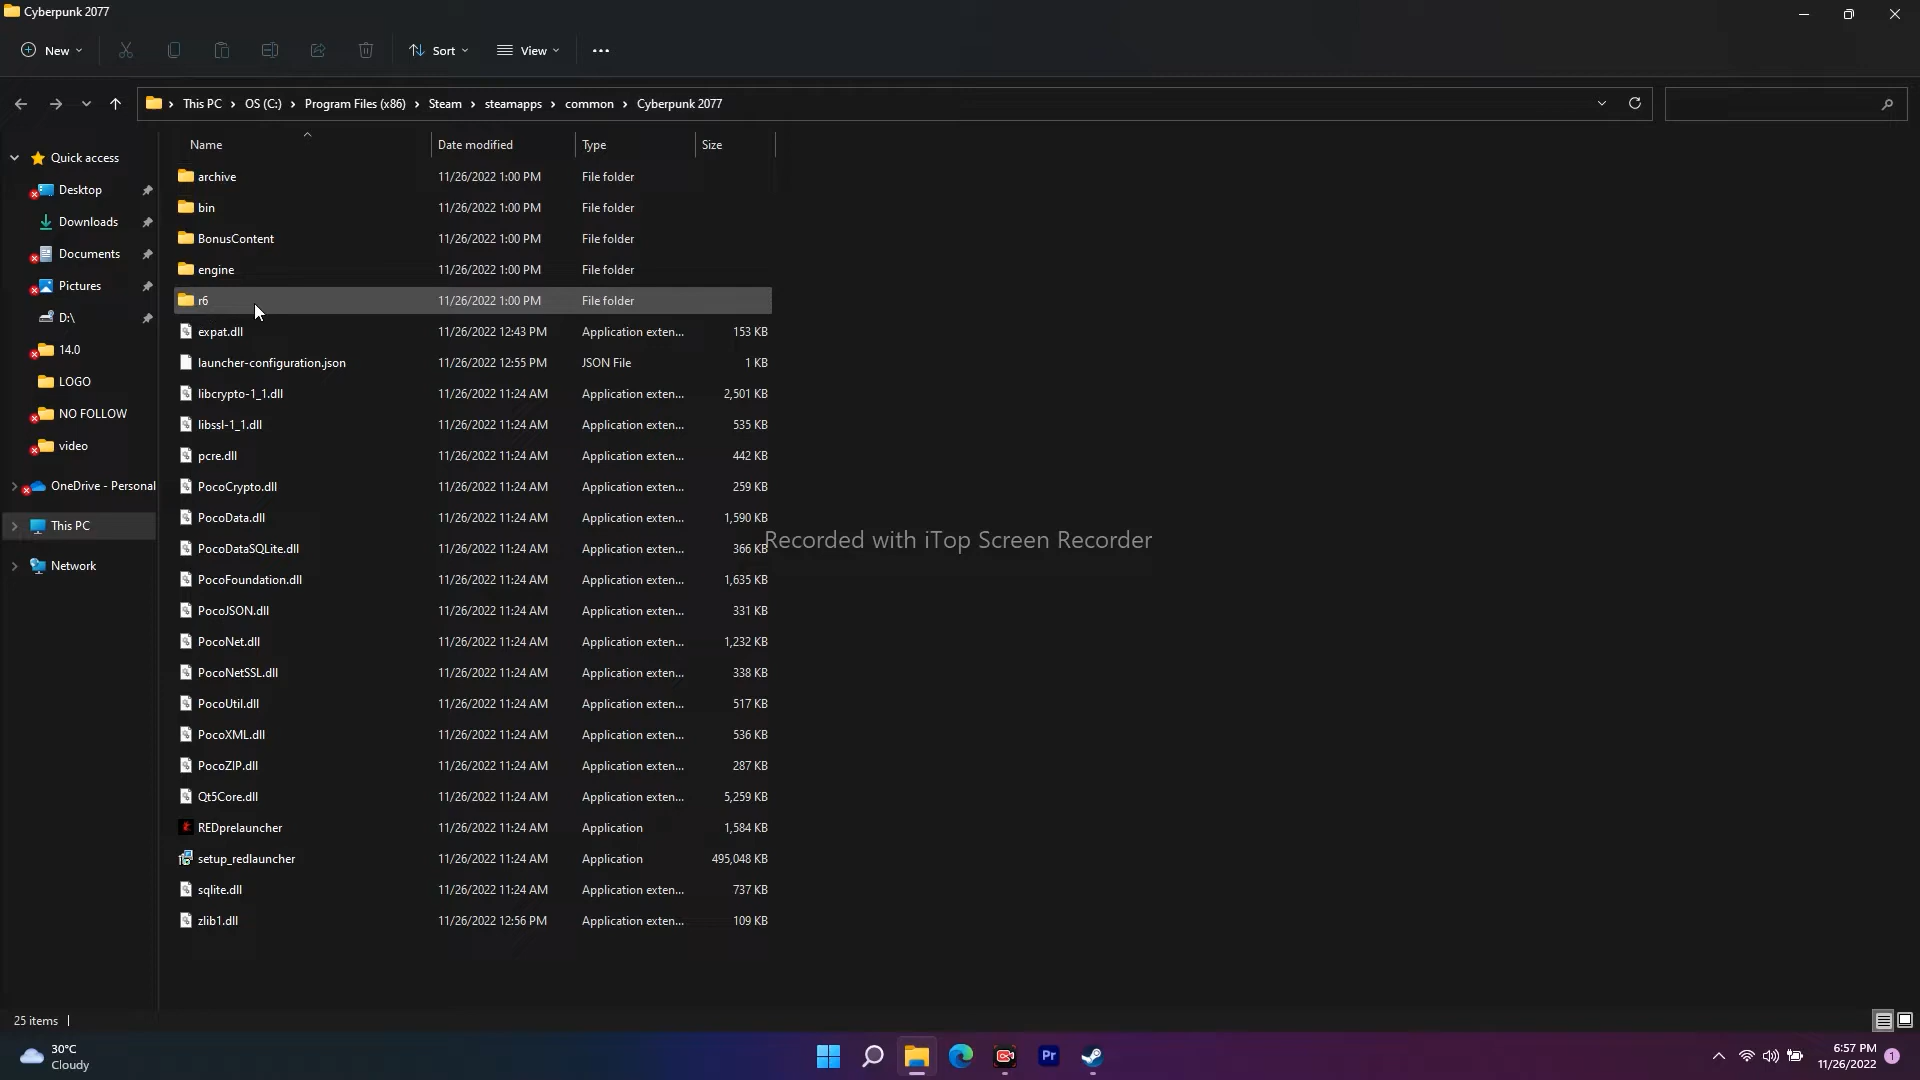 Cyberpunk 2077
New
Sort
View
This PC > OS (C:) > Program Files (x86) > Steam > steamapps > common > Cyberpunk 2077
Name Date modified Type Size
Quick access
Desktop
Downloads
Documents
Pictures
D:\
14.0
LOGO
NO FOLLOW
video
OneDrive - Personal
This PC
Network
archive 11/26/2022 1:00 PM File folder
bin 11/26/2022 1:00 PM File folder
BonusContent 11/26/2022 1:00 PM File folder
engine 11/26/2022 1:00 PM File folder
r6 11/26/2022 1:00 PM File folder
expat.dll 11/26/2022 12:43 PM Application exten... 153 KB
launcher-configuration.json 11/26/2022 12:55 PM JSON File 1 KB
libcrypto-1_1.dll 11/26/2022 11:24 AM Application exten... 2,501 KB
libssl-1_1.dll 11/26/2022 11:24 AM Application exten... 535 KB
pcre.dll 11/26/2022 11:24 AM Application exten... 442 KB
PocoCrypto.dll 11/26/2022 11:24 AM Application exten... 259 KB
PocoData.dll 11/26/2022 11:24 AM Application exten... 1,590 KB
PocoDataSQLite.dll 11/26/2022 11:24 AM Application exten... 366 KB
PocoFoundation.dll 11/26/2022 11:24 AM Application exten... 1,635 KB
PocoJSON.dll 11/26/2022 11:24 AM Application exten... 331 KB
PocoNet.dll 11/26/2022 11:24 AM Application exten... 1,232 KB
PocoNetSSL.dll 11/26/2022 11:24 AM Application exten... 338 KB
PocoUtil.dll 11/26/2022 11:24 AM Application exten... 517 KB
PocoXML.dll 11/26/2022 11:24 AM Application exten... 536 KB
PocoZIP.dll 11/26/2022 11:24 AM Application exten... 287 KB
Qt5Core.dll 11/26/2022 11:24 AM Application exten... 5,259 KB
REDprelauncher 11/26/2022 11:24 AM Application 1,584 KB
setup_redlauncher 11/26/2022 11:24 AM Application 495,048 KB
sqlite.dll 11/26/2022 11:24 AM Application exten... 737 KB
zlib1.dll 11/26/2022 12:56 PM Application exten... 109 KB
Recorded with iTop Screen Recorder
25 items
30°C
Cloudy
Pr
6:57 PM
11/26/2022
1